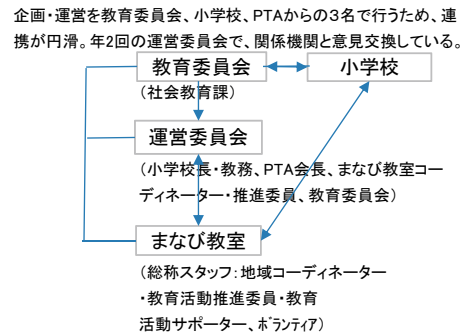 企画・運営を教育委員会、小学校、PTAからの３名で行うため、連
携が円滑。年2回の運営委員会で、関係機関と意見交換している。
教育委員会 小学校
（社会教育課）
運営委員会
（小学校長・教務、PTA会長、まなび教室コー
ディネーター・推進委員、教育委員会）
まなび教室
（総称スタッフ：地域コーディネーター
・教育活動推進委員・教育
活動サポーター、ﾎﾞランティア）